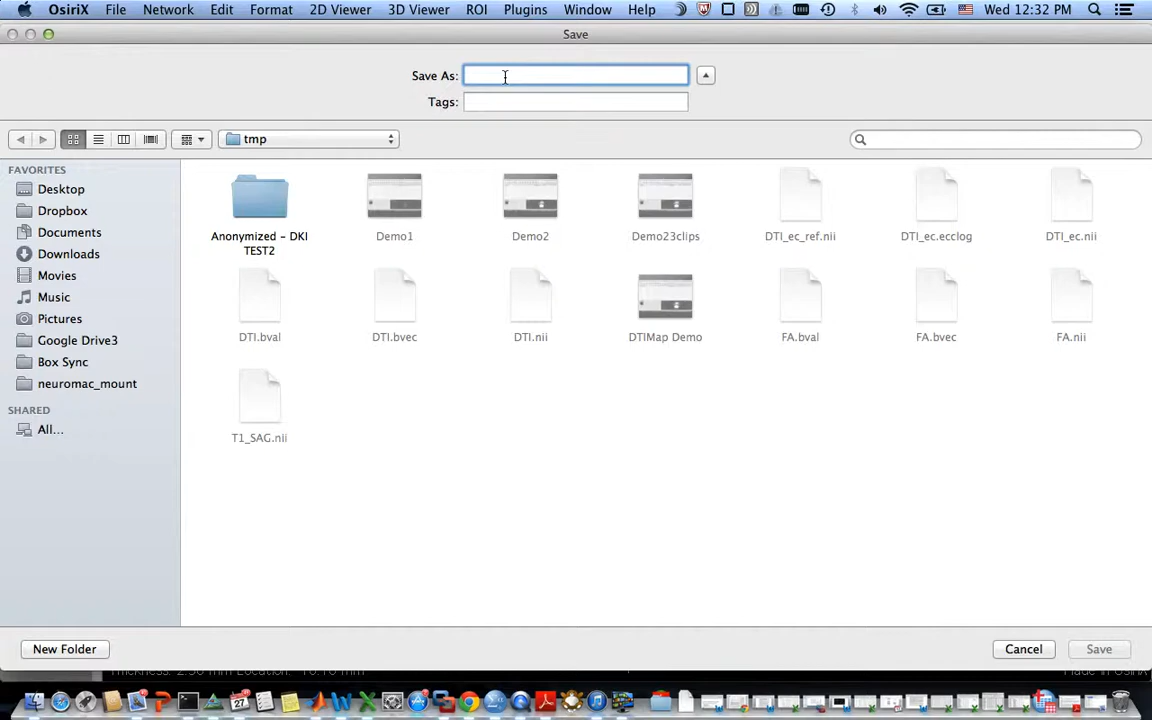 OsiriX File Network Edit Format 2D Viewer 3D Viewer ROI Plugins Window Help Wed 12:32 PM
Save
Save As:
Tags:
tmp
FAVORITES
Desktop
Dropbox
Documents
Downloads
Movies
Music
Pictures
Google Drive3
Box Sync
neuromac_mount
SHARED
All...
Anonymized - DKI
TEST2
Demo1
Demo2
Demo23clips
DTI_ec_ref.nii
DTI_ec.ecclog
DTI_ec.nii
DTI.bval
DTI.bvec
DTI.nii
DTIMap Demo
FA.bval
FA.bvec
FA.nii
T1_SAG.nii
New Folder
Cancel
Save
27